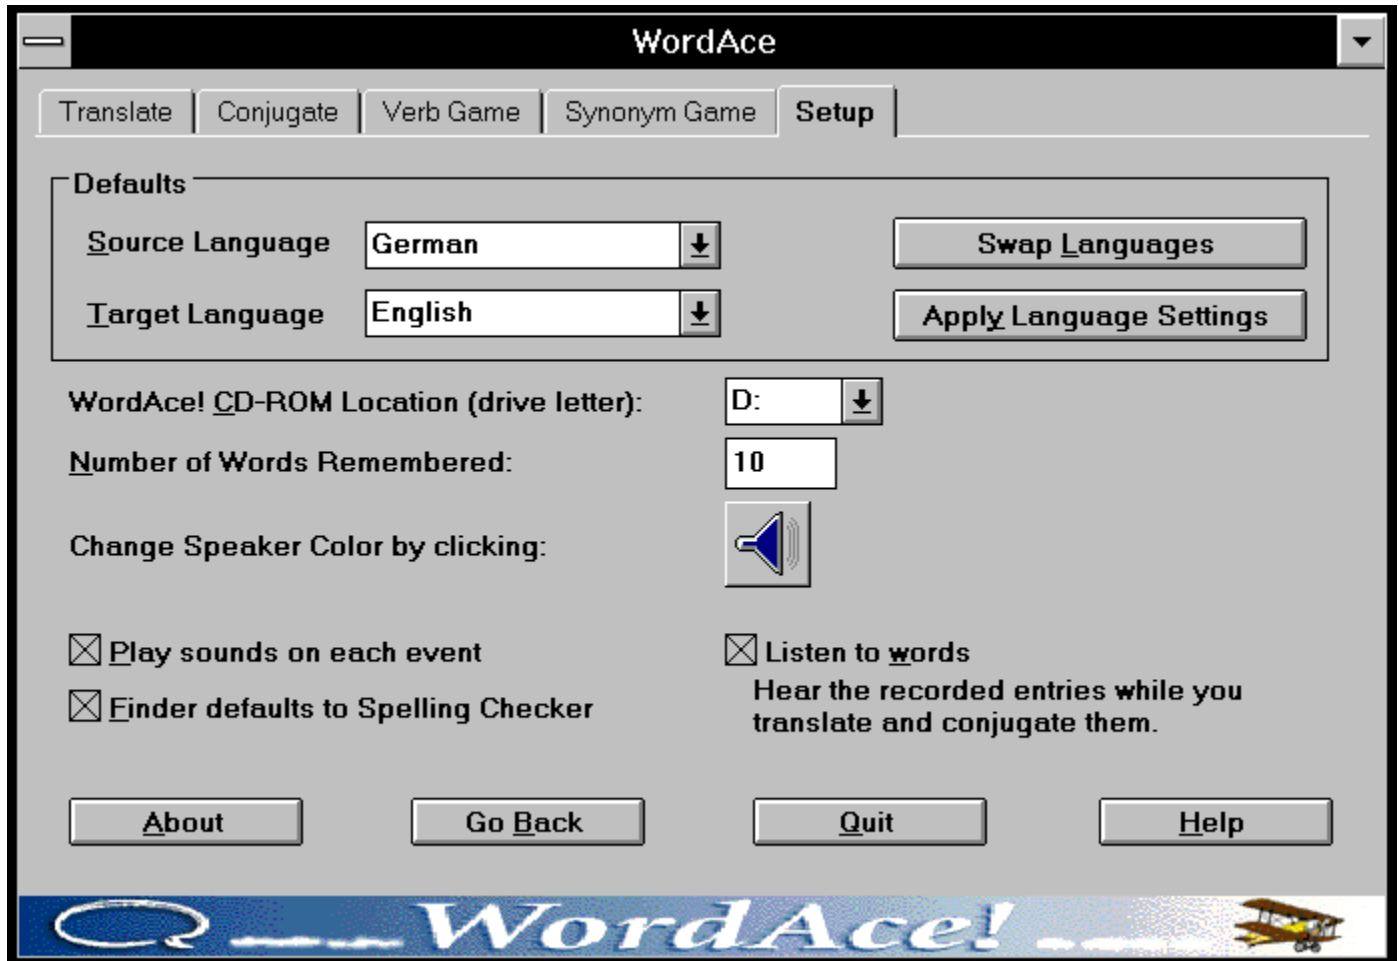 WordAce
Translate Conjugate Verb Game Synonym Game Setup
Defaults
Source Language German Swap Languages
Target Language English Apply Language Settings
WordAce! CD-ROM Location (drive letter): D:
Number of Words Remembered: 10
Change Speaker Color by clicking:
Play sounds on each event Listen to words
Finder defaults to Spelling Checker Hear the recorded entries while you
translate and conjugate them.
About Go Back Quit Help
WordAce!